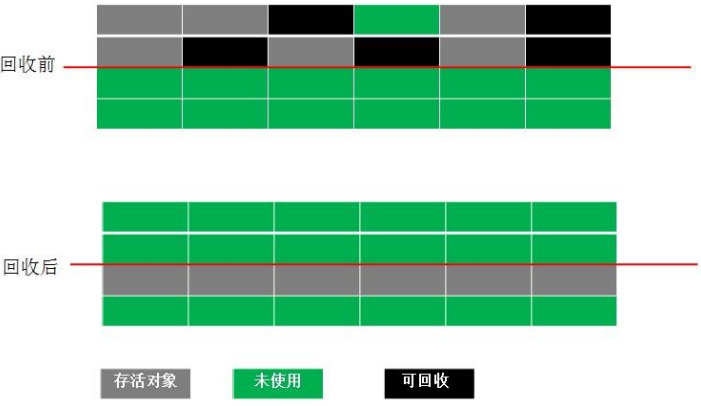 回收前
回收后
存活对象
未使用
可回收